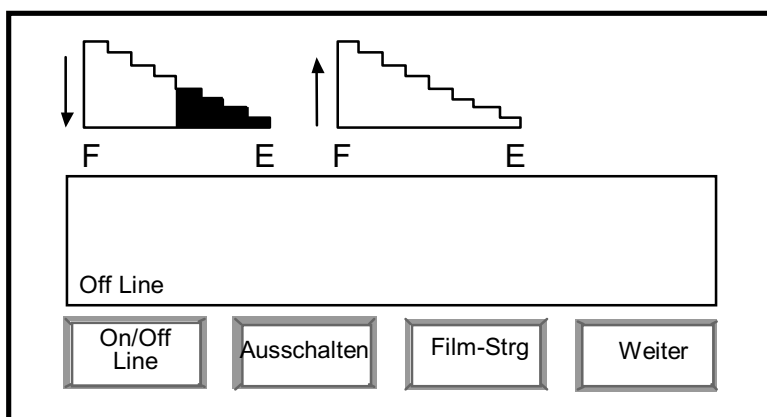 F E F E
Off Line
On/Off
Line
Ausschalten
Film-Strg
Weiter